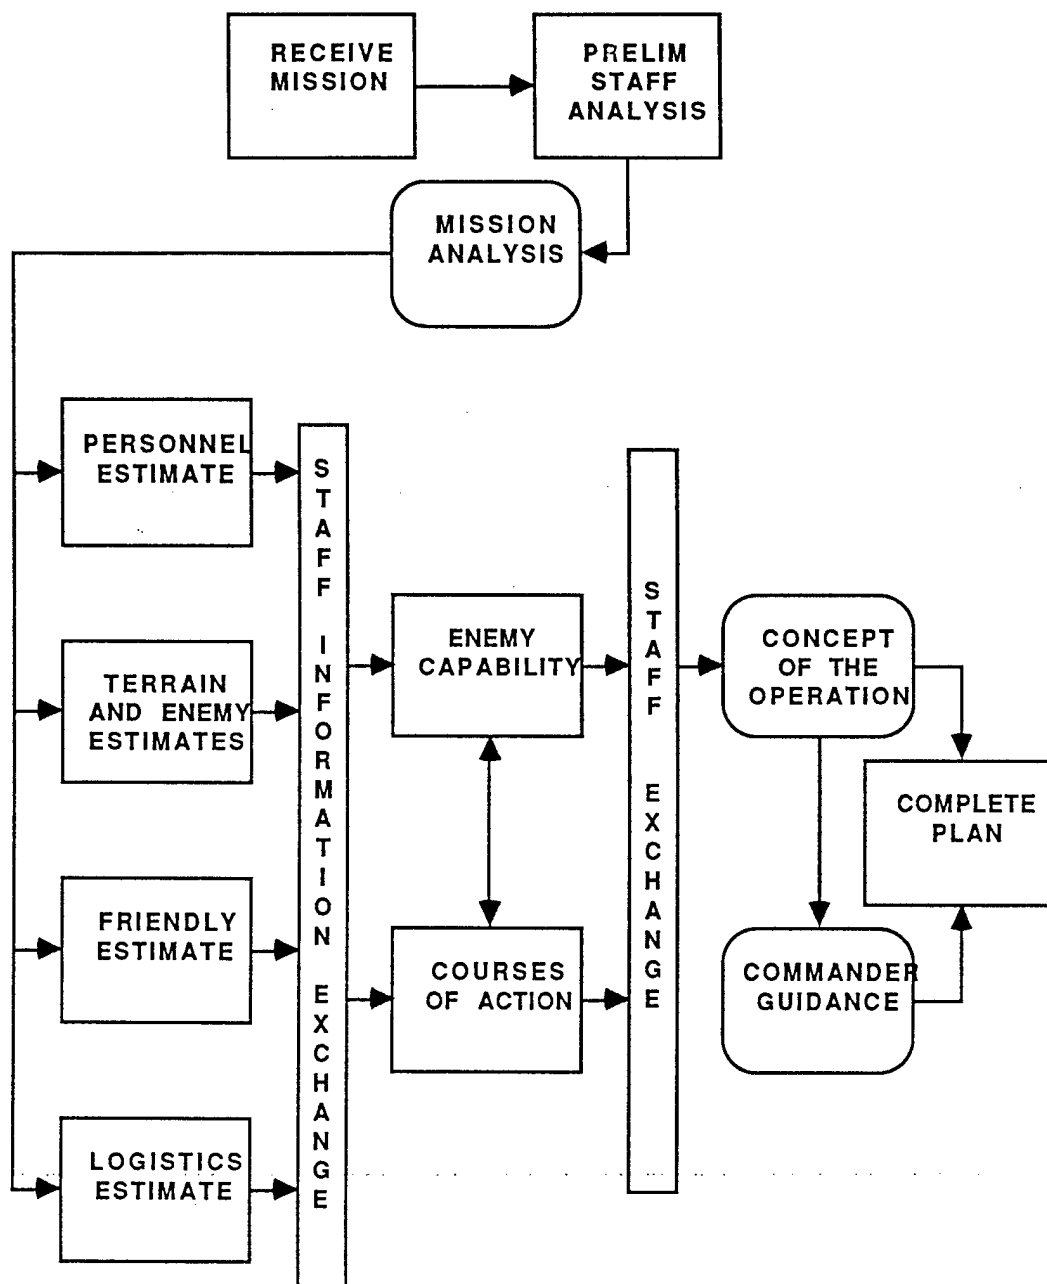 RECEIVE
MISSION
PRELIM
STAFF
ANALYSIS
MISSION
ANALYSIS
PERSONNEL
ESTIMATE
TERRAIN
AND ENEMY
ESTIMATES
FRIENDLY
ESTIMATE
LOGISTICS
ESTIMATE
STAFF INFORMATION EXCHANGE
ENEMY
CAPABILITY
COURSES
OF ACTION
STAFF EXCHANGE
CONCEPT
OF THE
OPERATION
COMMANDER
GUIDANCE
COMPLETE
PLAN